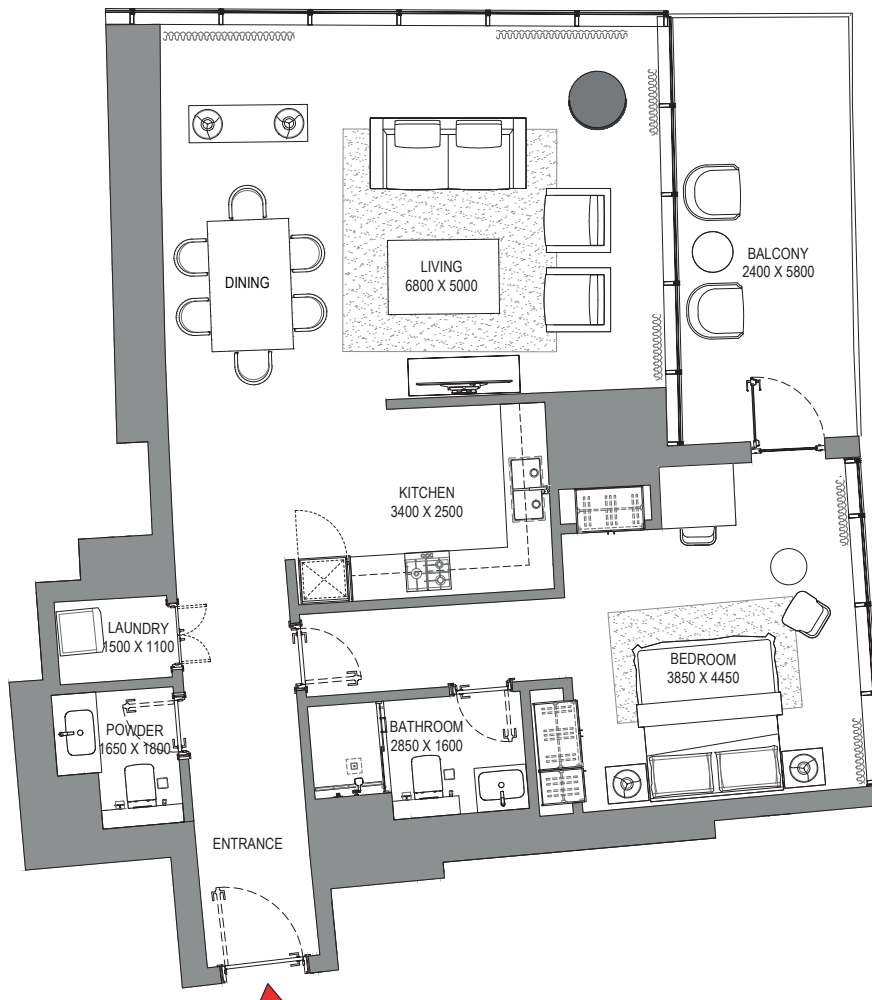 BALCONY
2400 X 5800
LIVING
6800 X 5000
DINING
KITCHEN
3400 X 2500
LAUNDRY
1500 X 1100
BEDROOM
3850 X 4450
POWDER
1650 X 1800
BATHROOM
2850 X 1600
ENTRANCE